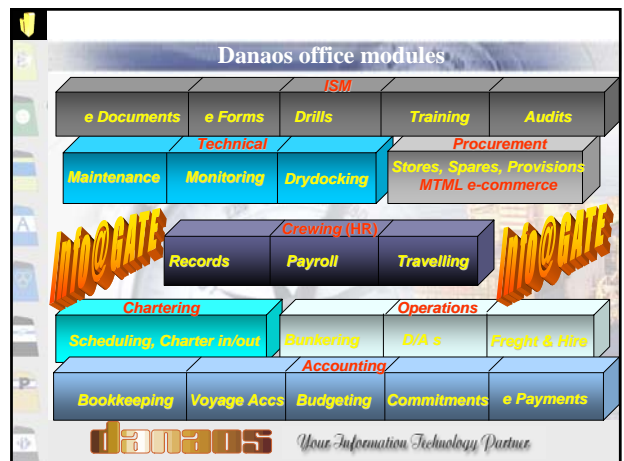 Danaos office modules
ISM
e Documents e Forms Drills Training Audits
Technical Procurement
Maintenance Monitoring Drydocking
Stores, Spares, Provisions
MTML e-commerce
Info@GATE Info@GATE
Crewing (HR)
Records Payroll Travelling
Chartering Operations
Scheduling, Charter in/out Bunkering D/A s Freght & Hire
Accounting
Bookkeeping Voyage Accs Budgeting Commitments e Payments
danaos Your Information Technology Partner